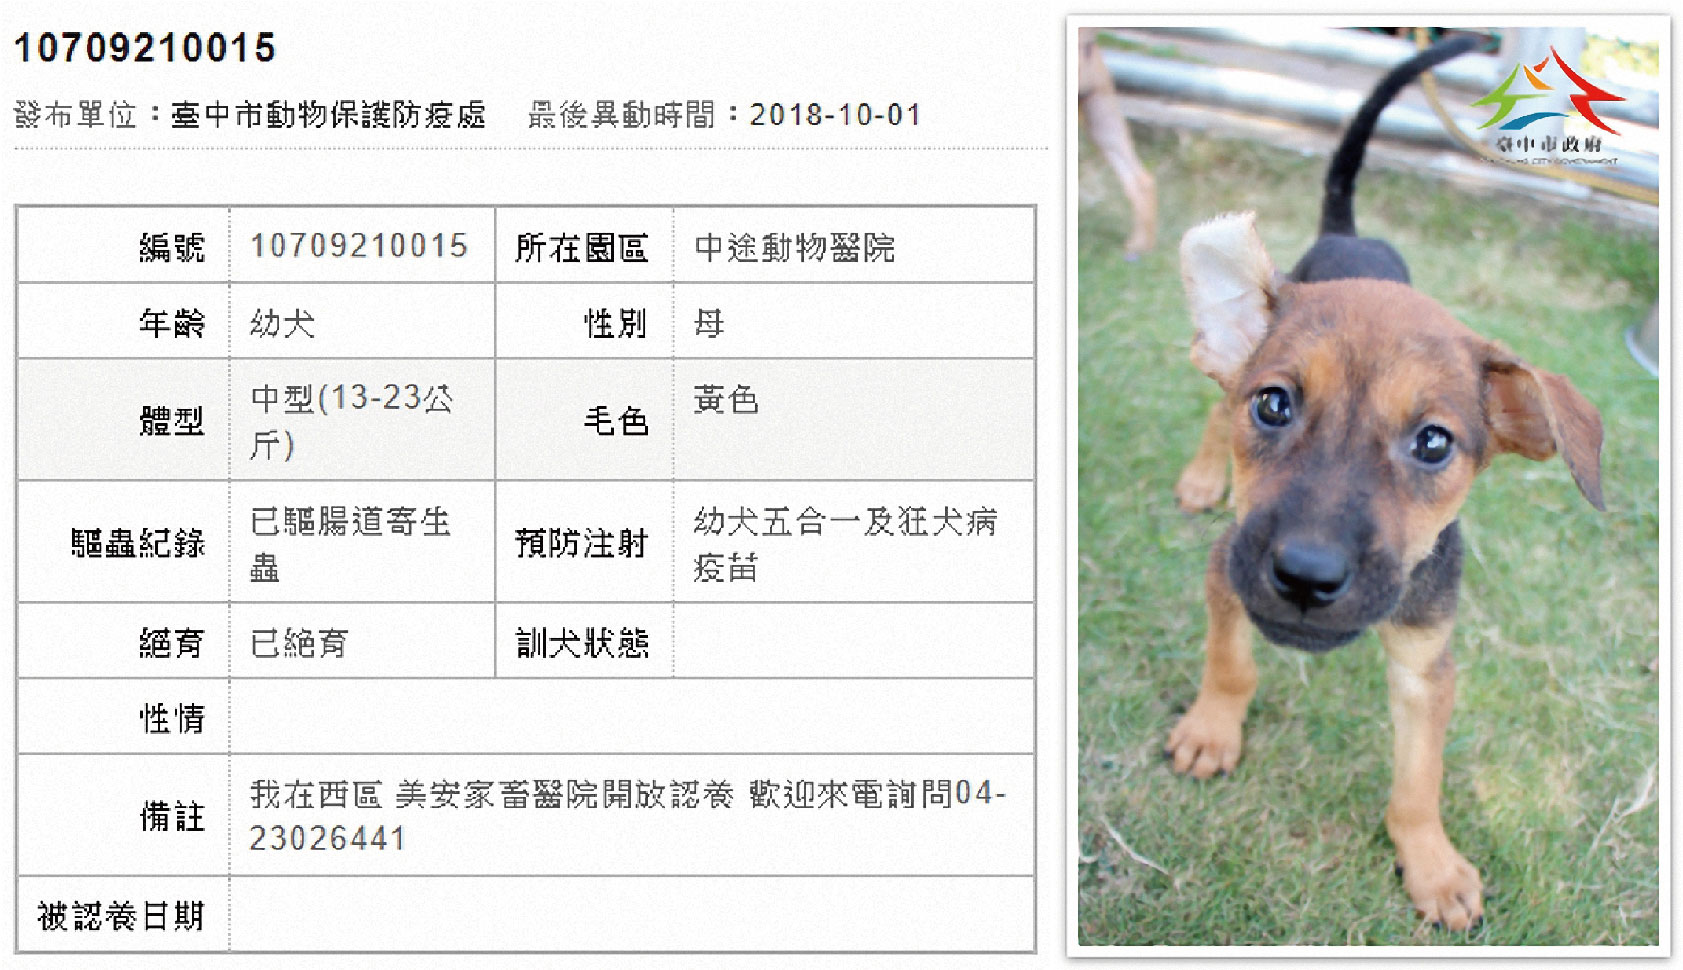 10709210015
發布單位：臺中市動物保護防疫處 最後異動時間：2018-10-01
臺中市政府
編號 10709210015 所在園區 中途動物醫院
年齡 幼犬 性別 母
體型 中型(13-23公
斤) 毛色 黃色
驅蟲紀錄 已驅腸道寄生
蟲 預防注射 幼犬五合一及狂犬病
疫苗
絕育 已絕育 訓犬狀態
性情
備註 我在西區 美安家畜醫院開放認養 歡迎來電詢問04-
23026441
被認養日期